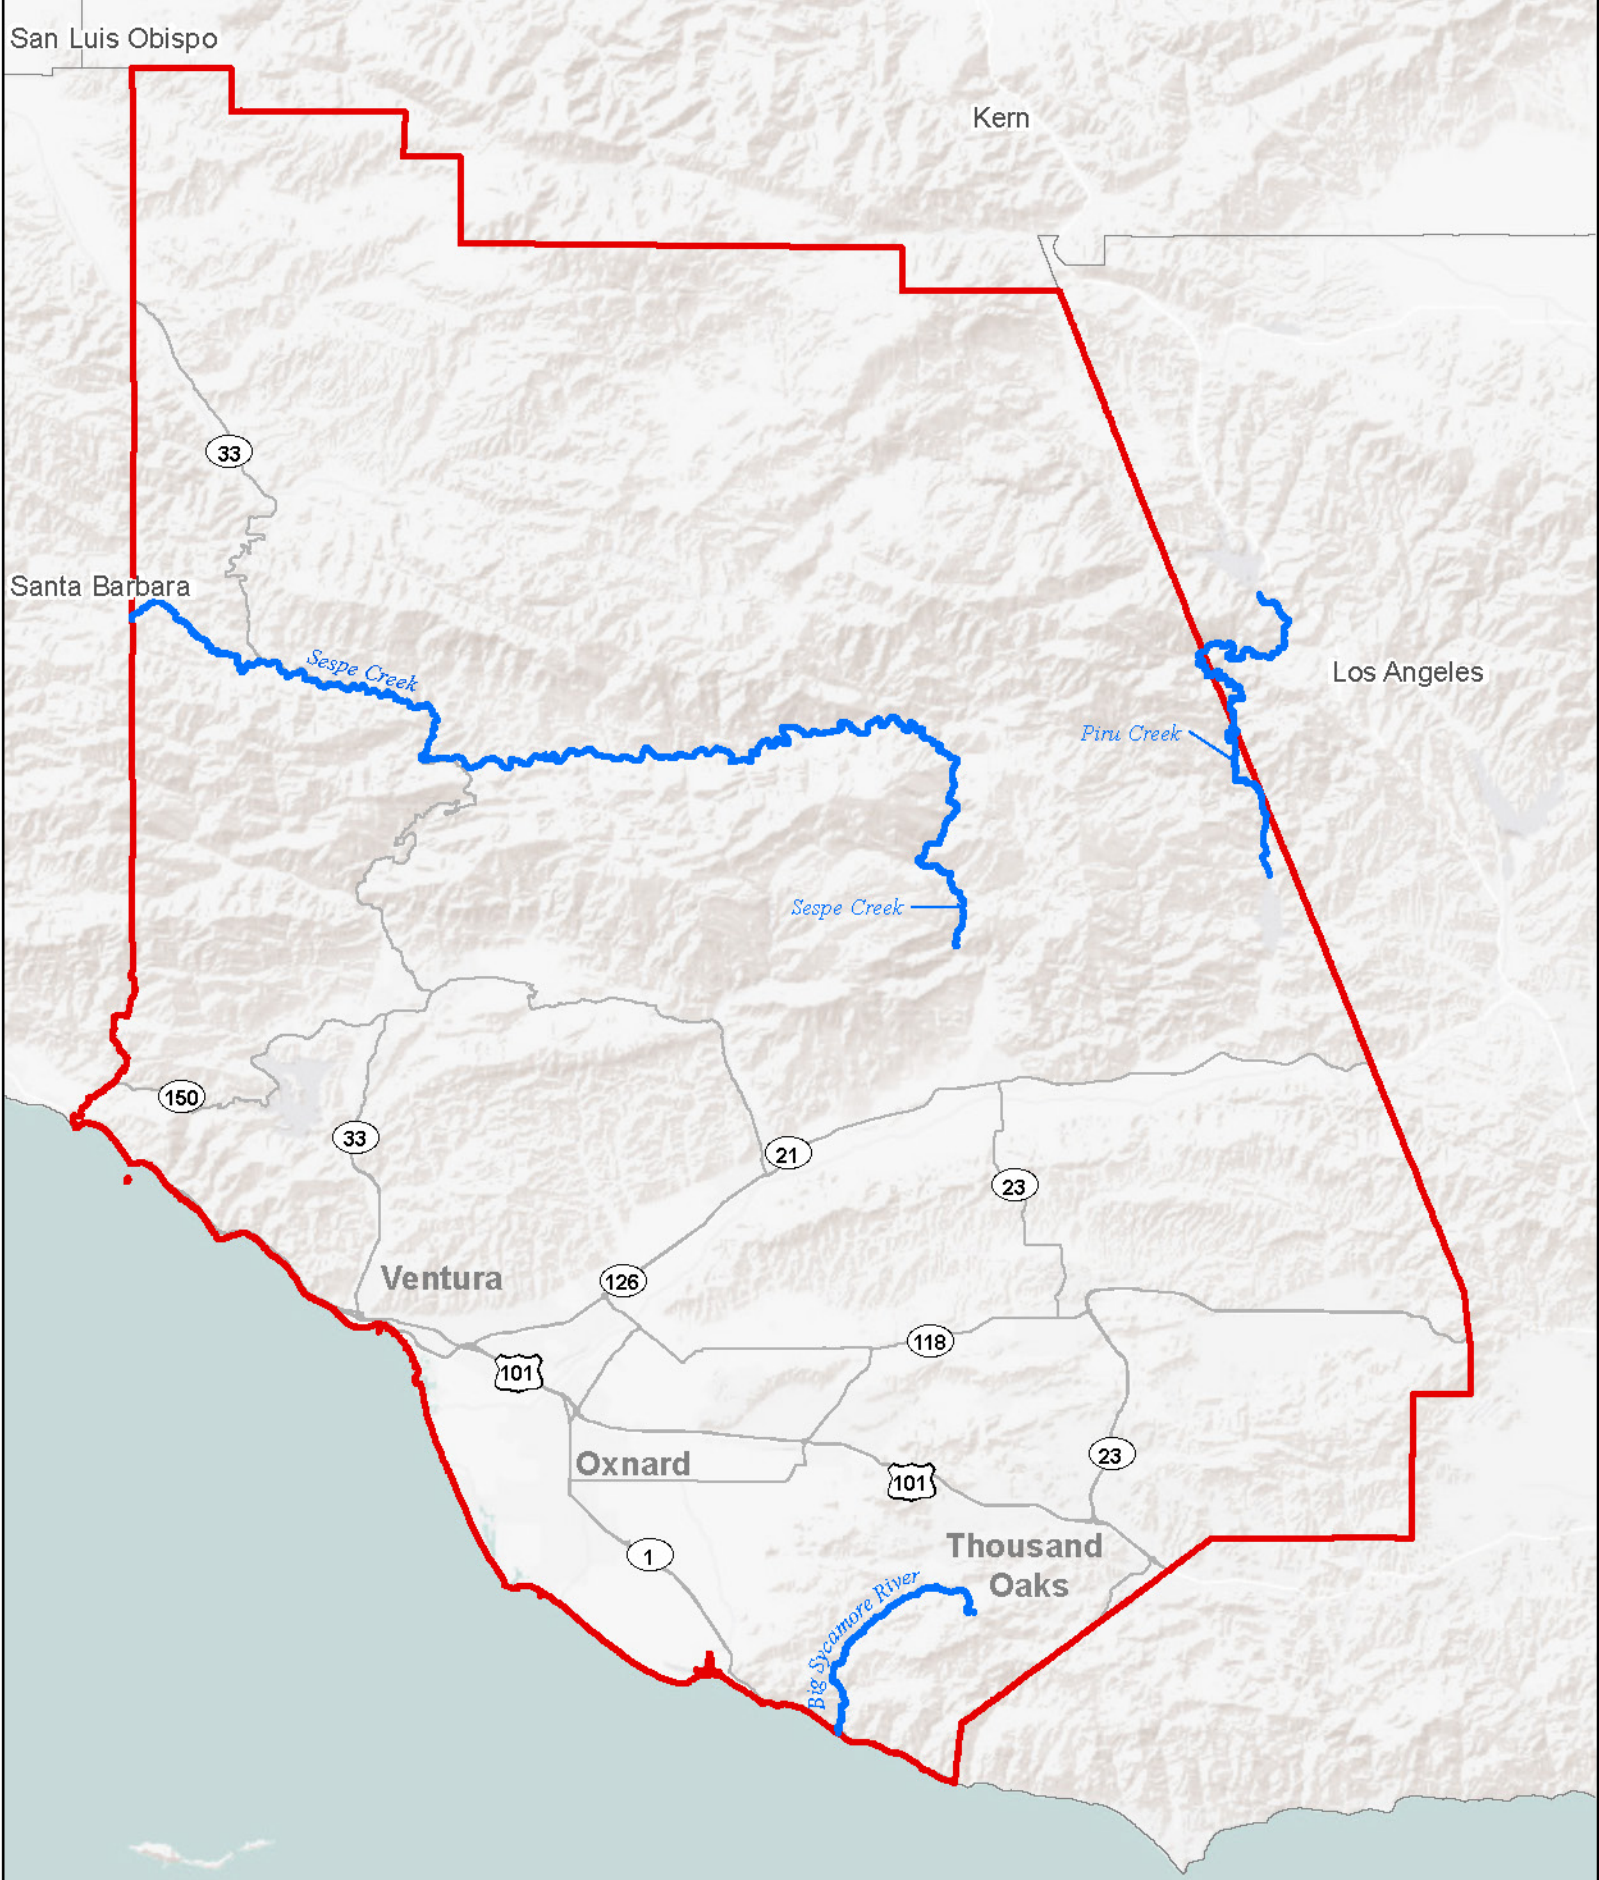 San Luis Obispo
Kern
33
Santa Barbara
Sespe Creek
Los Angeles
Piru Creek
Sespe Creek
150
33
21
23
Ventura
126
118
101
Oxnard
101
23
1
Thousand
Oaks
Big Sycamore River